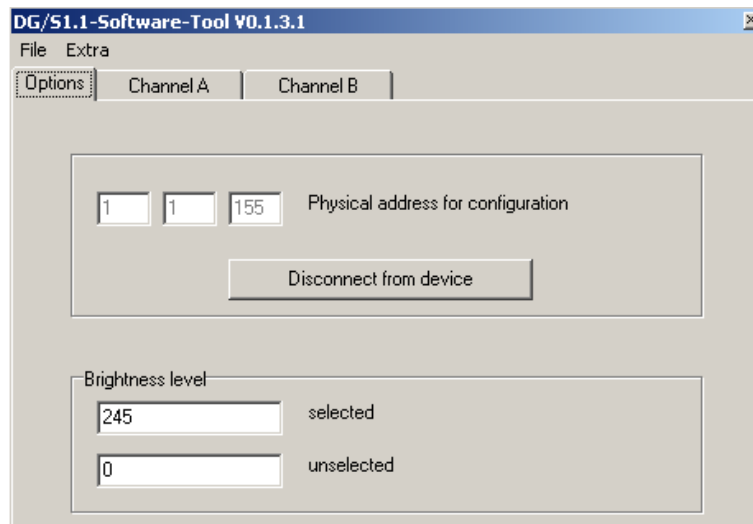 DG/S1.1-Software-Tool V0.1.3.1
File Extra
Options Channel A Channel B
1 1 155 Physical address for configuration
Disconnect from device
Brightness level
245 selected
0 unselected